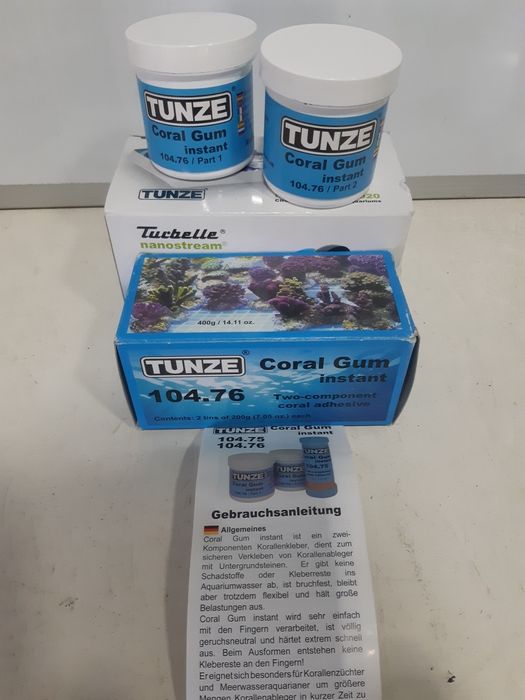 TUNZE®
Coral Gum
instant
104.76 / Part 1
TUNZE®
Coral Gum
instant
104.76 / Part 2
TUNZE®
Turbelle®
nanostream®
400g / 14.11 oz.
TUNZE®
Coral Gum
instant
104.76
Two-component
coral adhesive
Contents: 2 tins of 200g (7.05 oz.) each
TUNZE
Coral Gum
instant
104.75
104.76
Gebrauchsanleitung
Allgemeines
Coral Gum instant ist ein zwei-
Komponenten Korallenkleber, dient zum
sicheren Verkleben von Korallenableger
mit Untergrundsteinen. Er gibt keine
Schadstoffe oder Kleberreste ins
Aquariumwasser ab, ist bruchfest, bleibt
aber trotzdem flexibel und hält große
Belastungen aus.
Coral Gum instant wird sehr einfach
mit den Fingern verarbeitet, ist völlig
geruchsneutral und härtet extrem schnell
aus. Beim Ausformen entstehen keine
Klebereste an den Fingern!
Er eignet sich besonders für Korallenzüchter
und Meerwasseraquarianer um größere
Mengen Korallenableger in kurzer Zeit zu